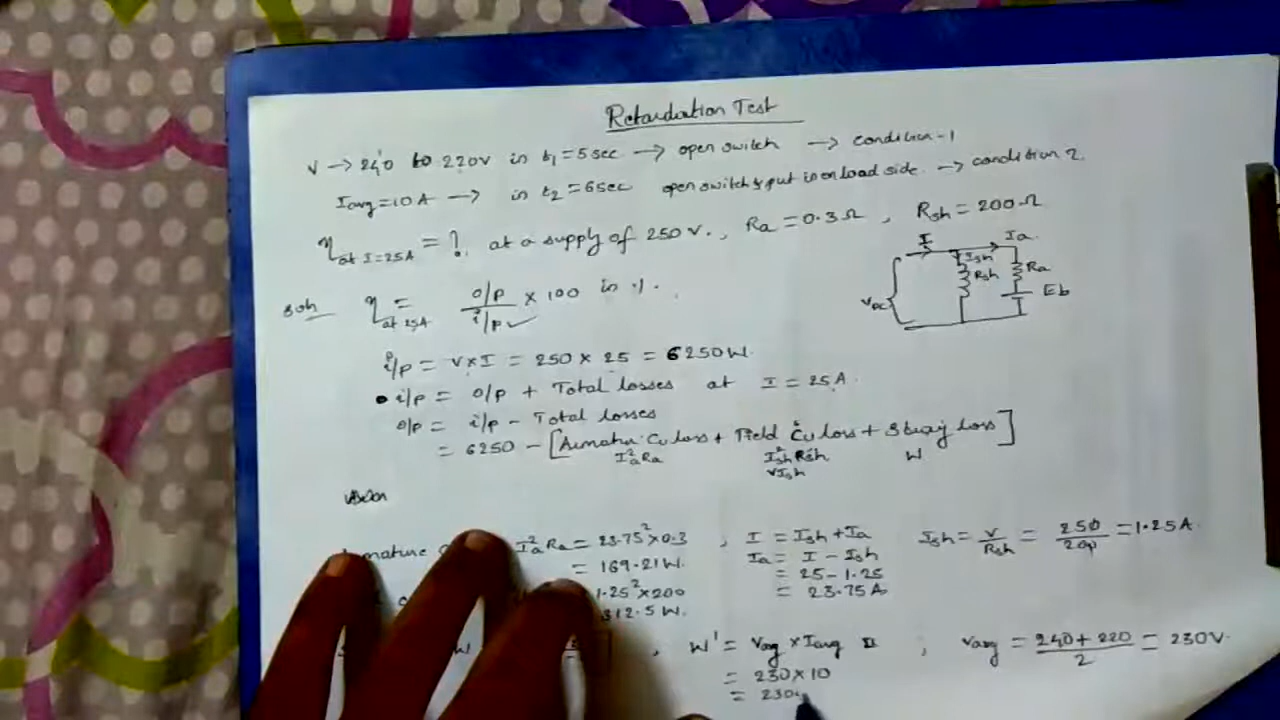 Retardation Test
V → 240 to 220V in t₁ = 5 sec → open switch → condition-1
Iavg = 10 A → in t₂ = 6 sec open switch & put is on load side. → condition 2.
η at I = 25A = ? at a supply of 250 V., Ra = 0.3 Ω, Rsh = 200 Ω
I Ia
Ish
Rsh Ra
VDC Eb
Soln η at 25A = o/p / i/p × 100 in %.
i/p = V×I = 250 × 25 = 6250 W.
i/p = o/p + Total losses at I = 25 A.
o/p = i/p - Total losses
= 6250 - [Armatur Cu loss + Field Cu loss + Stray loss]
Ia²Ra Ish²Rsh W
VIsh
Ia²Ra = 23.75² × 0.3 , I = Ish + Ia Ish = V/Rsh = 250/200 = 1.25 A.
= 169.21 W. Ia = I - Ish
= 25 - 1.25
1.25² × 200 = 23.75 A
312.5 W.
W , W' = Vavg × Iavg ; Vavg = (240 + 220)/2 = 230V.
= 230 × 10
= 230